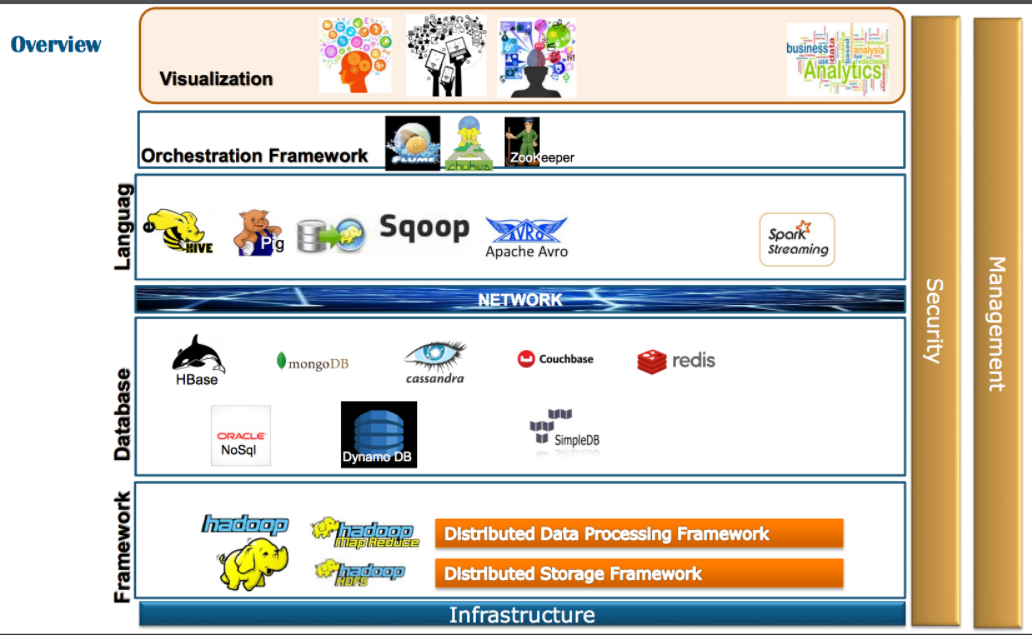 Overview
Visualization
business
data
analysis
Analytics
Orchestration Framework
FLUME
chukwa
ZooKeeper
Languag
e
HIVE
Pig
Sqoop
AVRO
Apache Avro
Spark
Streaming
NETWORK
Database
HBase
mongoDB
cassandra
Couchbase
redis
ORACLE
NoSql
Dynamo DB
SimpleDB
Framework
hadoop
hadoop
MapReduce
hadoop
HDFS
Distributed Data Processing Framework
Distributed Storage Framework
Infrastructure
Security
Management